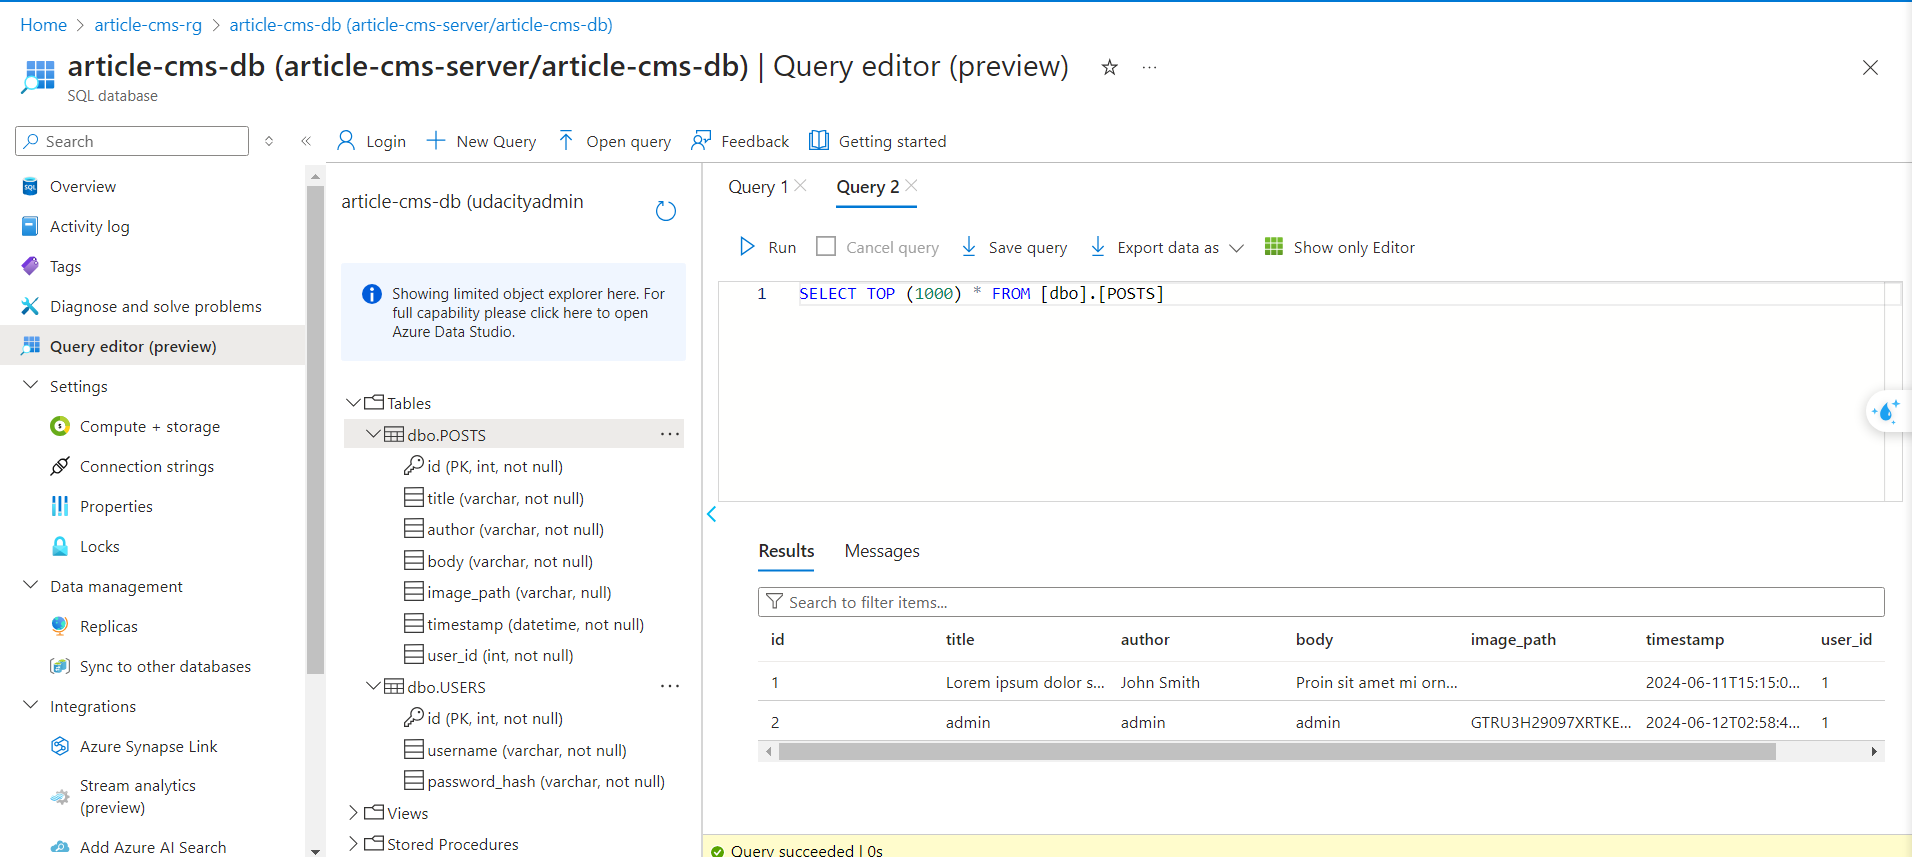 Home > article-cms-rg > article-cms-db (article-cms-server/article-cms-db)
article-cms-db (article-cms-server/article-cms-db) | Query editor (preview)
SQL database
Search
Login
New Query
Open query
Feedback
Getting started
Overview
Activity log
Tags
Diagnose and solve problems
Query editor (preview)
Settings
Compute + storage
Connection strings
Properties
Locks
Data management
Replicas
Sync to other databases
Integrations
Azure Synapse Link
Stream analytics
(preview)
Add Azure AI Search
article-cms-db (udacityadmin
Showing limited object explorer here. For
full capability please click here to open
Azure Data Studio.
Tables
dbo.POSTS
id (PK, int, not null)
title (varchar, not null)
author (varchar, not null)
body (varchar, not null)
image_path (varchar, null)
timestamp (datetime, not null)
user_id (int, not null)
dbo.USERS
id (PK, int, not null)
username (varchar, not null)
password_hash (varchar, not null)
Views
Stored Procedures
Query 1
Query 2
Run
Cancel query
Save query
Export data as
Show only Editor
1 SELECT TOP (1000) * FROM [dbo].[POSTS]
Results
Messages
Search to filter items...
id title author body image_path timestamp user_id
1 Lorem ipsum dolor s... John Smith Proin sit amet mi orn... 2024-06-11T15:15:0... 1
2 admin admin admin GTRU3H29097XRTKE... 2024-06-12T02:58:4... 1
Query succeeded | 0s